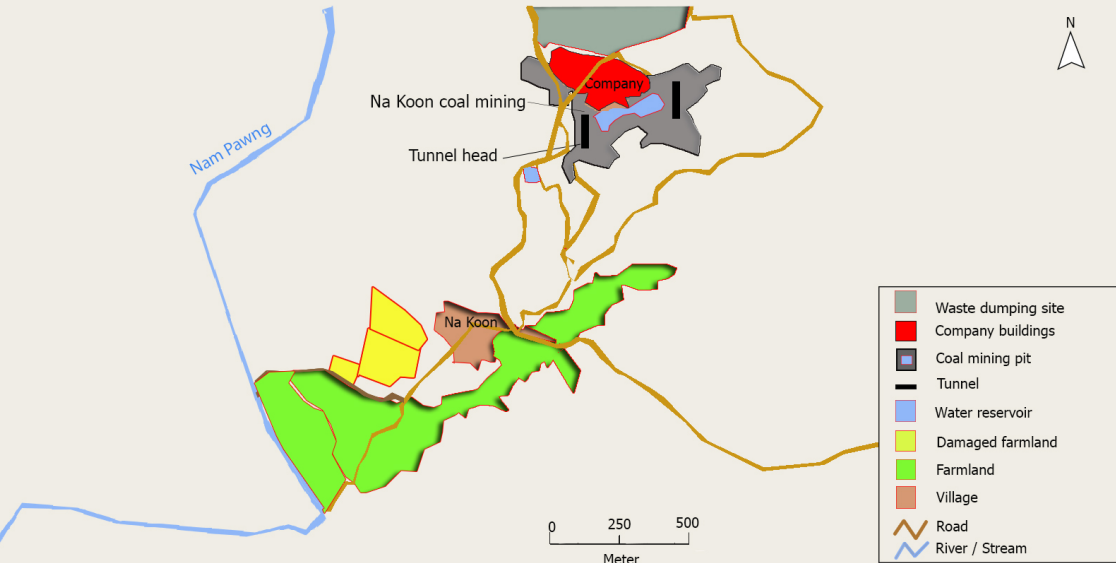 N
Company
Na Koon coal mining
Nam Pawng
Tunnel head
Na Koon
Waste dumping site
Company buildings
Coal mining pit
Tunnel
Water reservoir
Damaged farmland
Farmland
Village
Road
River / Stream
0 250 500
Meter